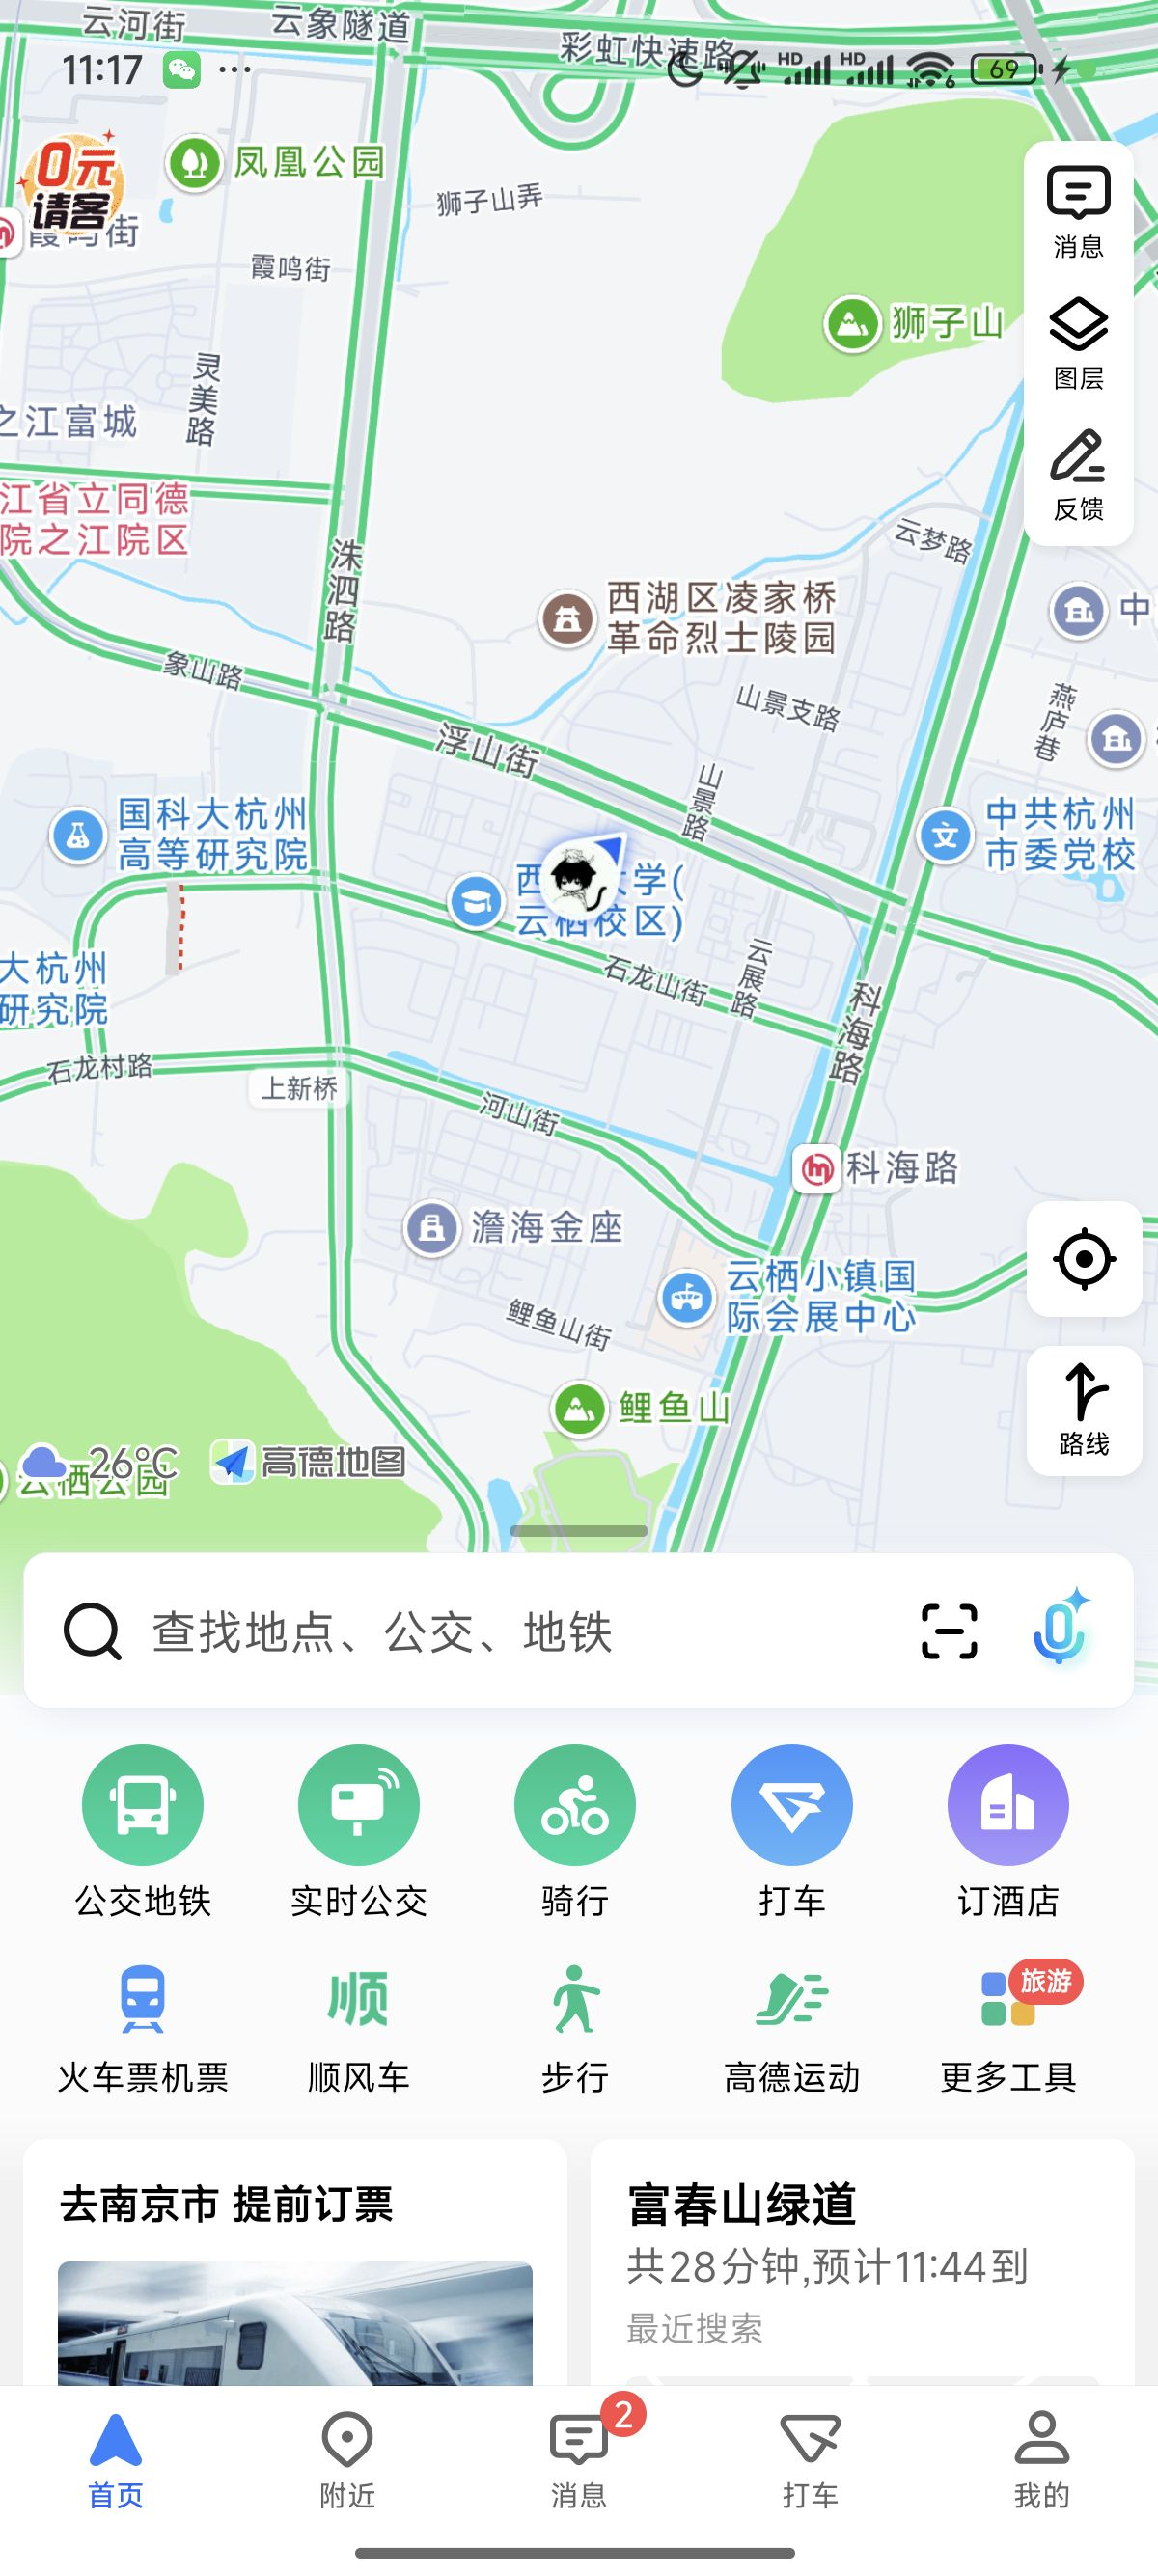 云河街
云象隧道
彩虹快速路
11:17
HD
HD
6
69
0元
请客
凤凰公园
狮子山弄
霞鸣街
霞鸣街
消息
狮子山
图层
灵美路
之江富城
反馈
江省立同德
院之江院区
云梦路
洙泗路
西湖区凌家桥
革命烈士陵园
中
象山路
山景支路
燕庐巷
浮山街
山景路
国科大杭州
高等研究院
中共杭州
市委党校
文
西 大学(
云栖校区)
大杭州
研究院
石龙山街
云展路
科海路
石龙村路
上新桥
河山街
科海路
澹海金座
云栖小镇国
际会展中心
鲤鱼山街
鲤鱼山
路线
26°C
高德地图
云栖公园
查找地点、公交、地铁
公交地铁
实时公交
骑行
打车
订酒店
顺
旅游
火车票机票
顺风车
步行
高德运动
更多工具
去南京市 提前订票
富春山绿道
共28分钟,预计11:44到
最近搜索
2
首页
附近
消息
打车
我的